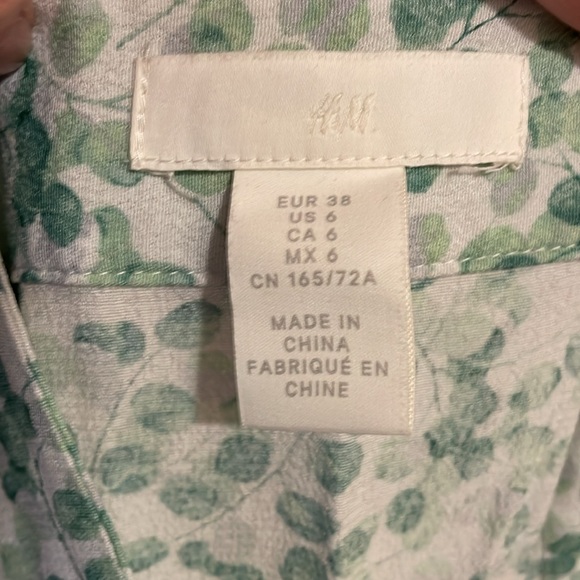 H&M
EUR 38
US 6
CA 6
MX 6
CN 165/72A
MADE IN
CHINA
FABRIQUÉ EN
CHINE